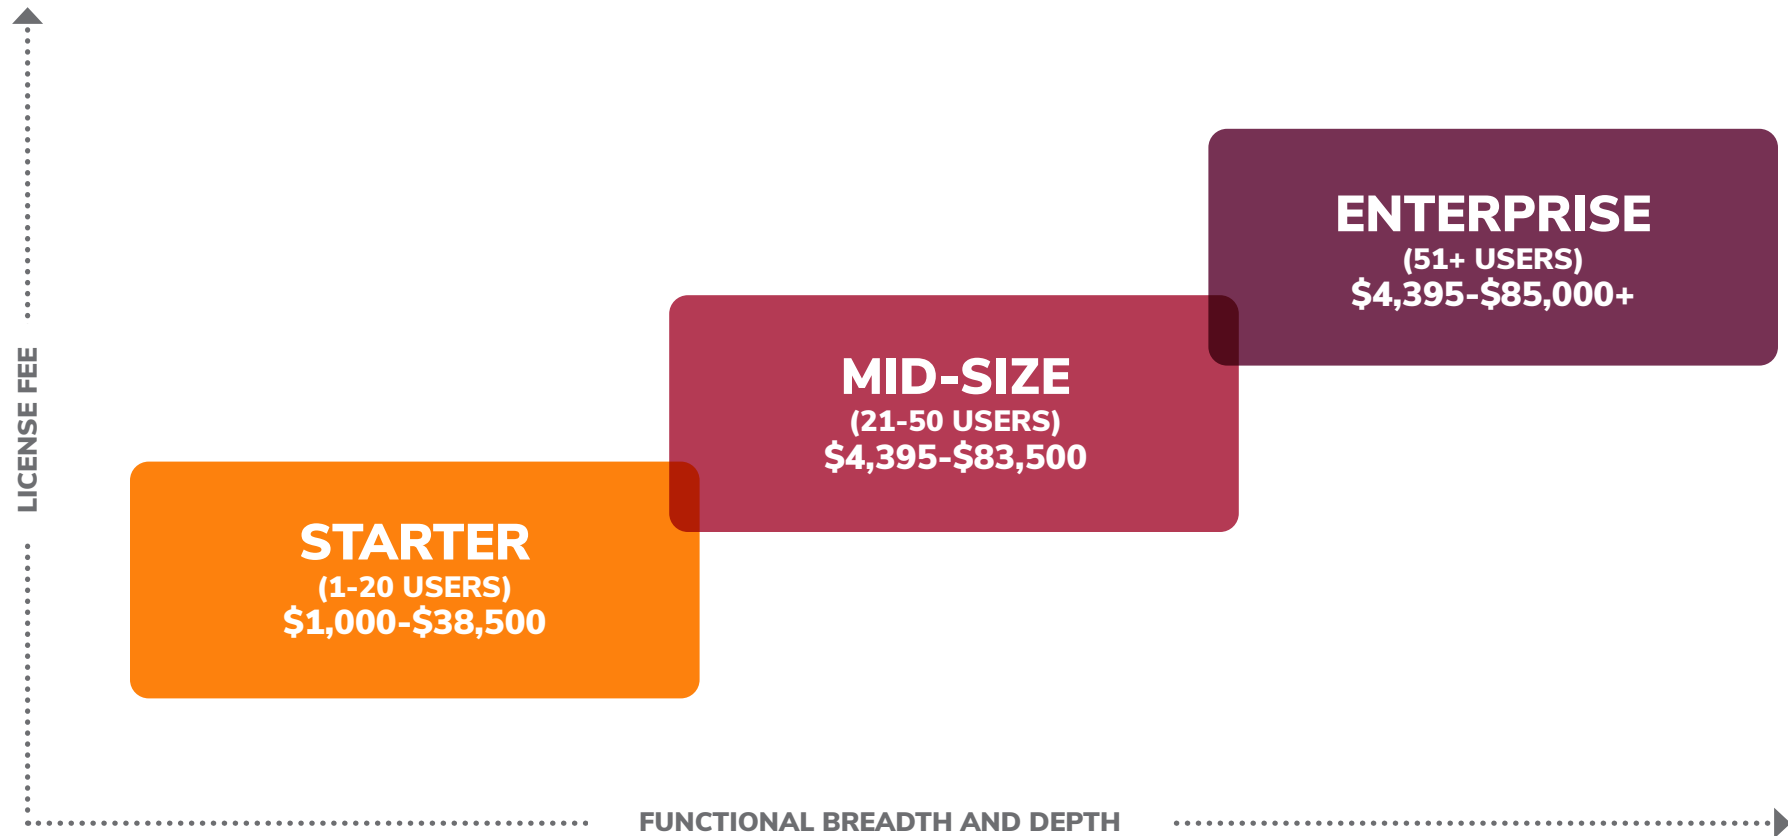 ENTERPRISE
(51+ USERS)
$4,395-$85,000+
MID-SIZE
(21-50 USERS)
$4,395-$83,500
STARTER
(1-20 USERS)
$1,000-$38,500
LICENSE FEE
FUNCTIONAL BREADTH AND DEPTH